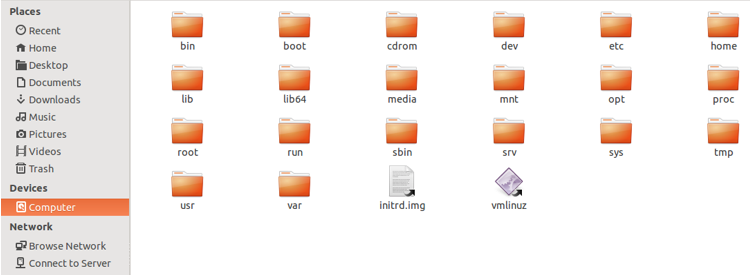 Places
Recent
Home
Desktop
Documents
Downloads
Music
Pictures
Videos
Trash
Devices
Computer
Network
Browse Network
Connect to Server
bin boot cdrom dev etc home
lib lib64 media mnt opt proc
root run sbin srv sys tmp
usr var initrd.img vmlinuz